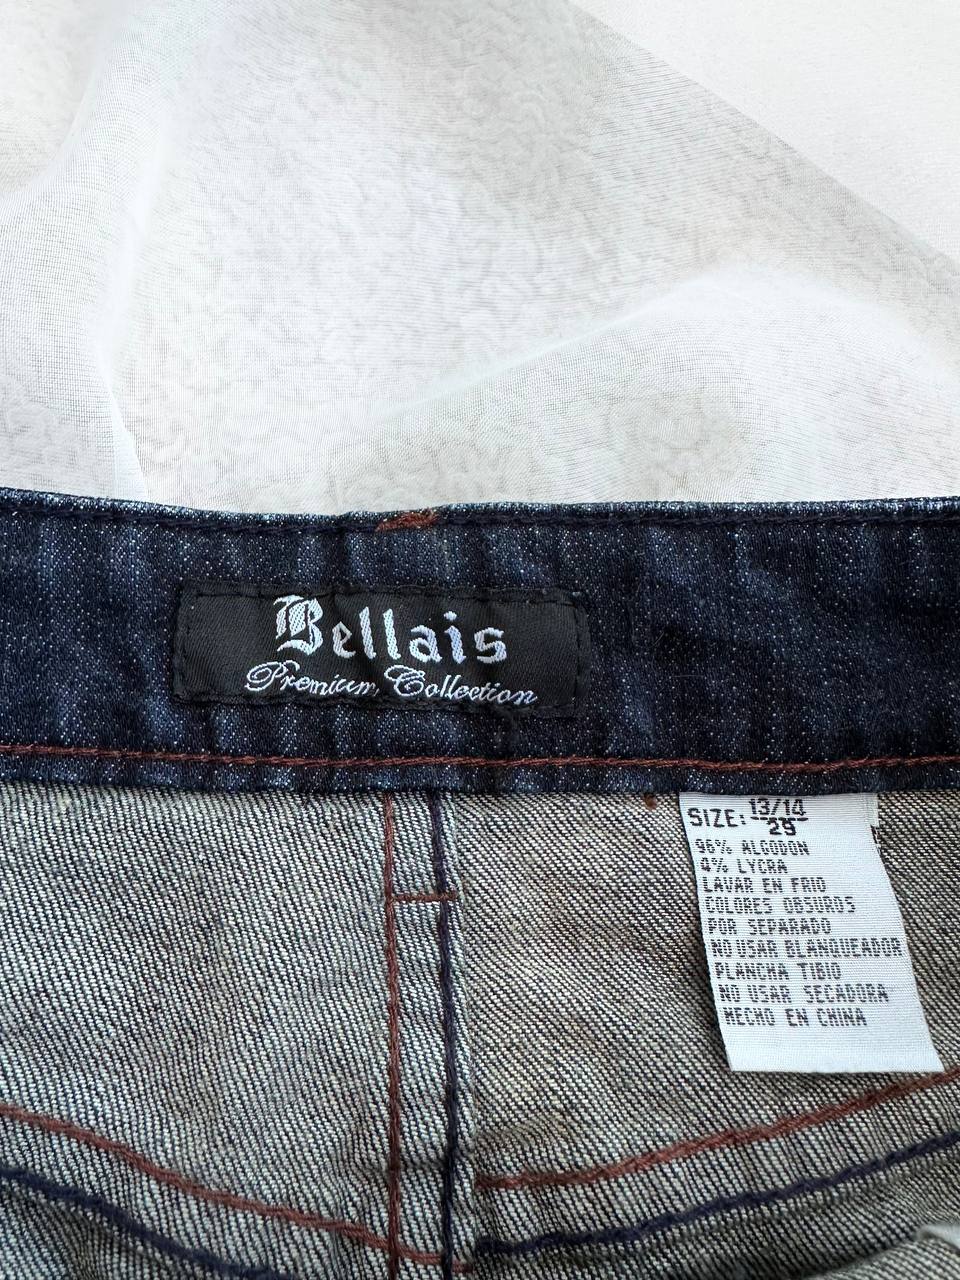 Bellais
Premium Collection
SIZE: 13/14
29
96% ALGODON
4% LYCRA
LAVAR EN FRIO
COLORES OBSUROS
POR SEPARADO
NO USAR BLANQUEADOR
PLANCHA TIBIO
NO USAR SECADORA
HECHO EN CHINA